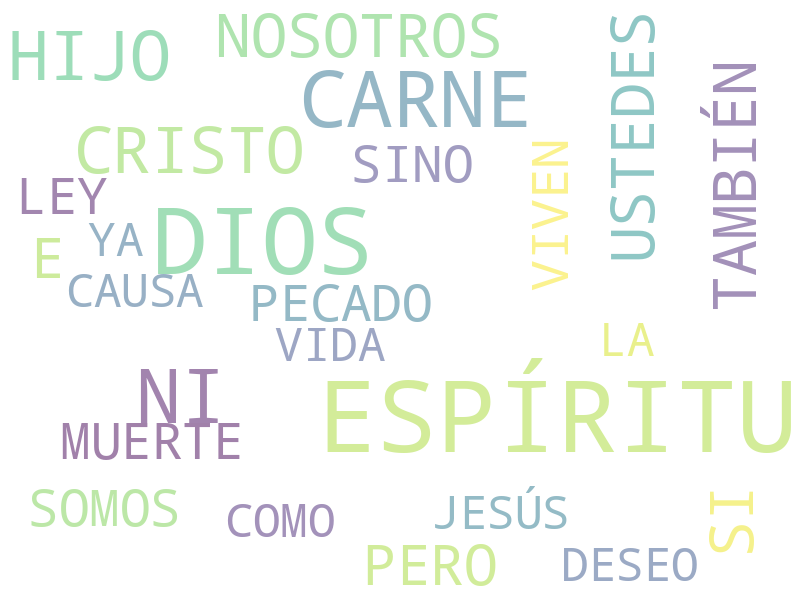 HIJO
NOSOTROS
USTEDES
CARNE
TAMBIÉN
CRISTO
SINO
VIVEN
LEY
DIOS
YA
E
CAUSA
PECADO
VIDA
LA
NI
ESPÍRITU
MUERTE
SOMOS
COMO
JESÚS
SI
PERO
DESEO